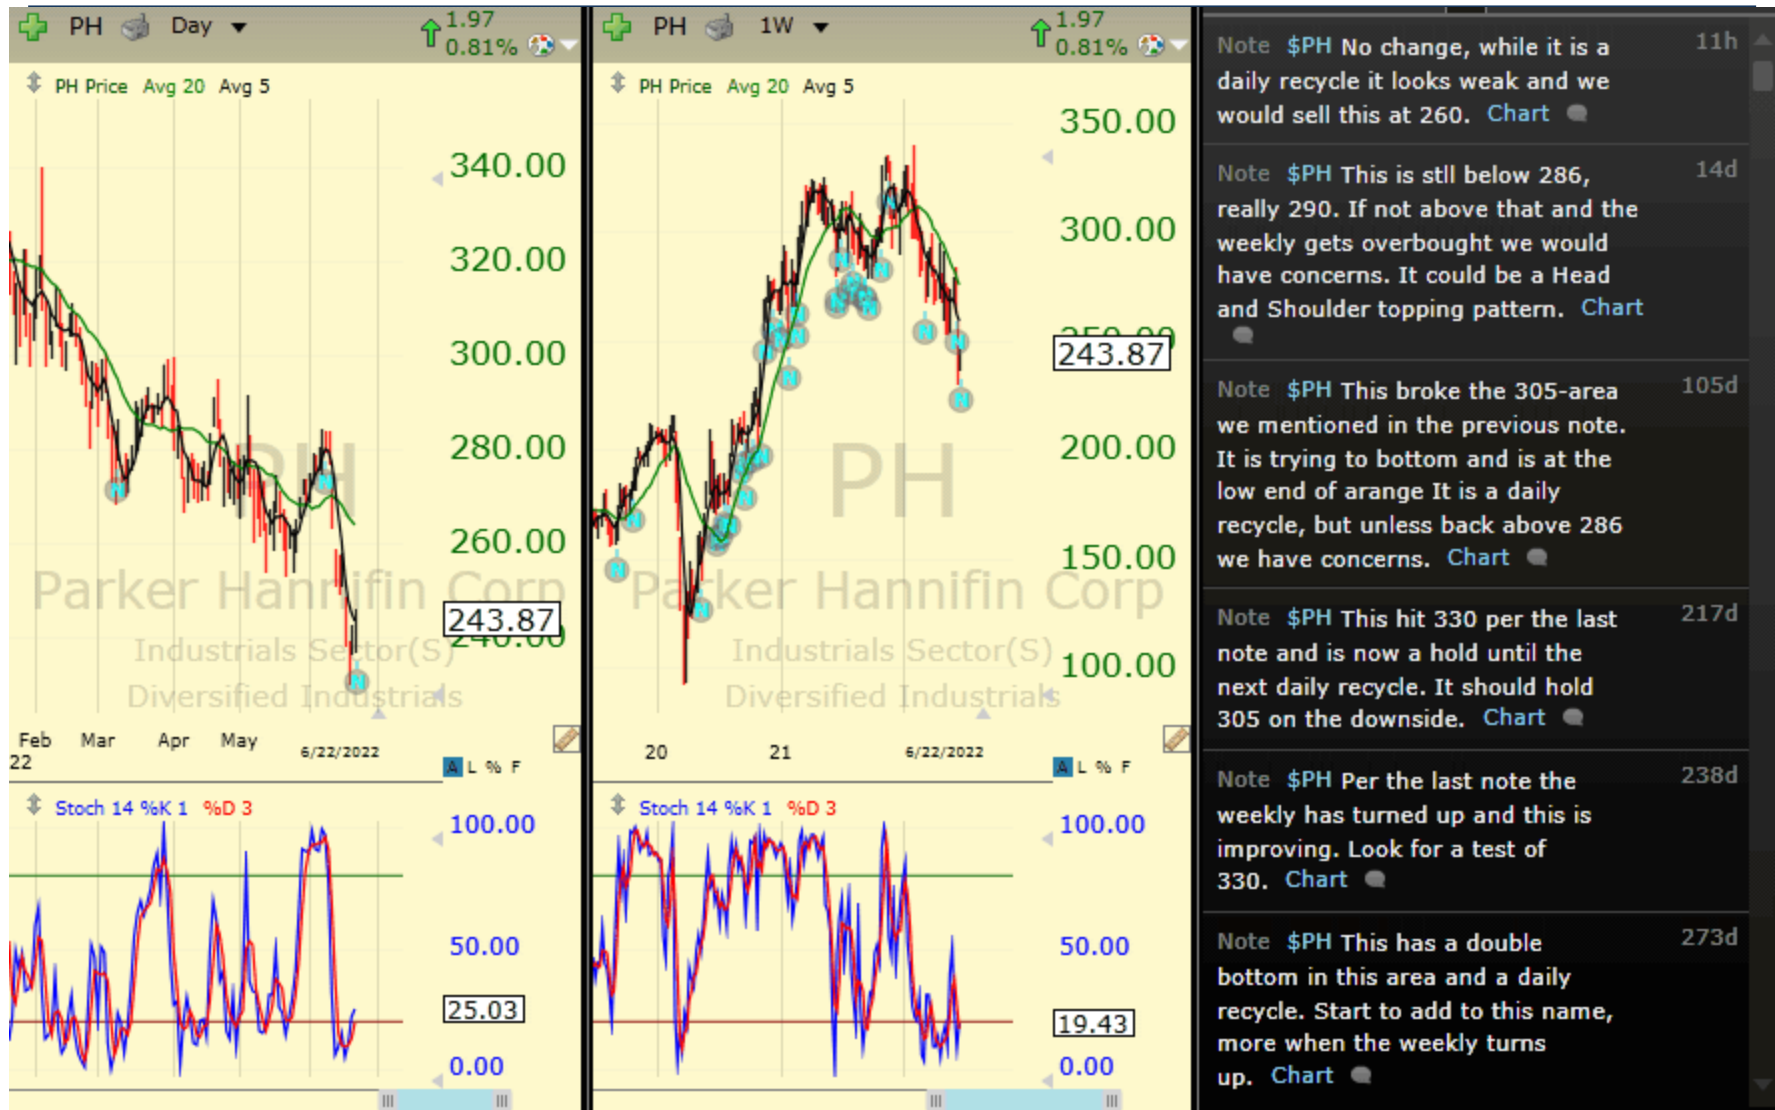 PH Day 1.97
0.81%
PH Price Avg 20 Avg 5
340.00
320.00
300.00
280.00
260.00
243.87
240.00
PH
Parker Hannifin Corp
Industrials Sector(S)
Diversified Industrials
Feb Mar Apr May 6/22/2022
22
A L % F
Stoch 14 %K 1 %D 3
100.00
50.00
25.03
0.00
PH 1W 1.97
0.81%
PH Price Avg 20 Avg 5
350.00
300.00
250.00
243.87
200.00
150.00
100.00
PH
Parker Hannifin Corp
Industrials Sector(S)
Diversified Industrials
20 21 6/22/2022
A L % F
Stoch 14 %K 1 %D 3
100.00
50.00
19.43
0.00
Note $PH No change, while it is a 11h
daily recycle it looks weak and we
would sell this at 260. Chart
Note $PH This is stll below 286, 14d
really 290. If not above that and the
weekly gets overbought we would
have concerns. It could be a Head
and Shoulder topping pattern. Chart
Note $PH This broke the 305-area 105d
we mentioned in the previous note.
It is trying to bottom and is at the
low end of arange It is a daily
recycle, but unless back above 286
we have concerns. Chart
Note $PH This hit 330 per the last 217d
note and is now a hold until the
next daily recycle. It should hold
305 on the downside. Chart
Note $PH Per the last note the 238d
weekly has turned up and this is
improving. Look for a test of
330. Chart
Note $PH This has a double 273d
bottom in this area and a daily
recycle. Start to add to this name,
more when the weekly turns
up. Chart